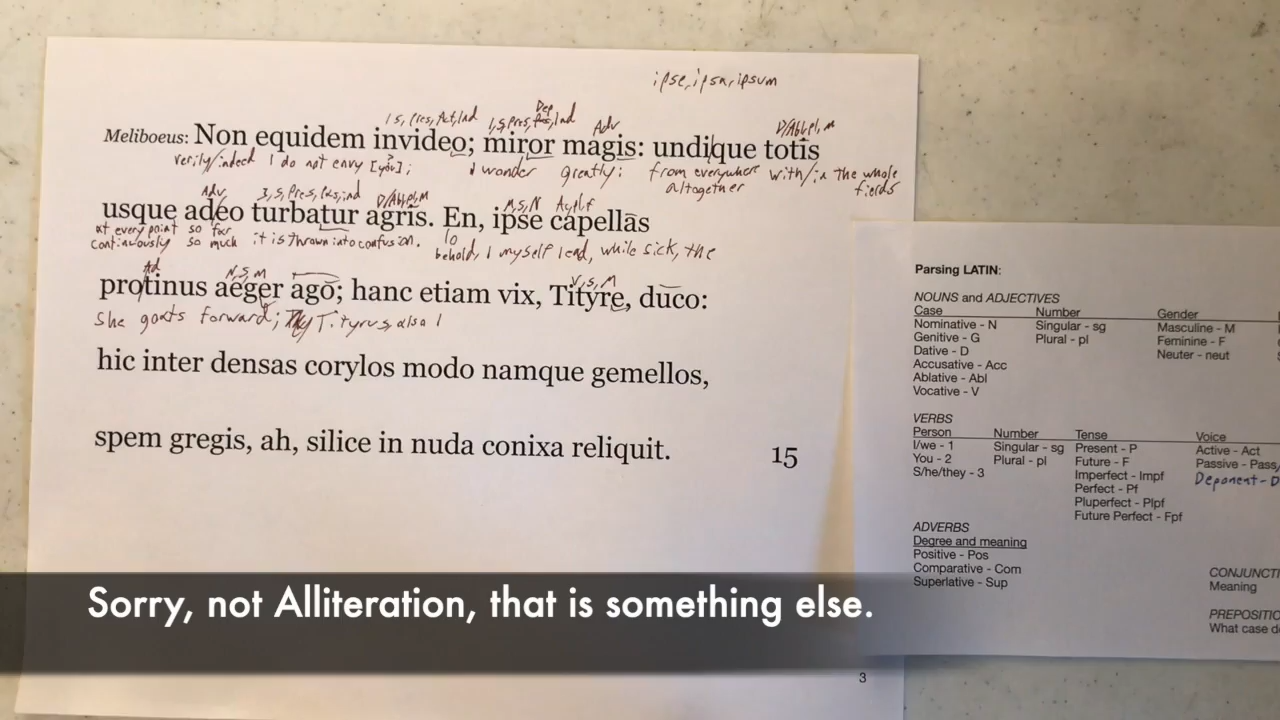 ipse, ipsa, ipsum
1 s, Pres, Act, Ind 1, s, Pres, Pas, Ind Dep Adv D/Abl, pl, m
Meliboeus: Non equidem invideo; miror magis: undique totis
verily/indeed I do not envy [you]; I wonder greatly: from everywhere with/in the whole
altogether fields
Adv 3, S, Pres, Pas, ind D/Abl, pl, M M, S, N A, pl, f
usque adeo turbatur agris. En, ipse capellās
at every point so far lo
continuously so much it is thrown into confusion. behold, I myself lead, while sick, the
Ad N, S, m V, S, M
protinus aeger ago; hanc etiam vix, Tityre, duco:
she goats forward; Tityrus, also I
hic inter densas corylos modo namque gemellos,
spem gregis, ah, silice in nuda conixa reliquit. 15
3
Parsing LATIN:
NOUNS and ADJECTIVES
Case Number Gender
Nominative - N Singular - sg Masculine - M
Genitive - G Plural - pl Feminine - F
Dative - D Neuter - neut
Accusative - Acc
Ablative - Abl
Vocative - V
VERBS
Person Number Tense Voice
I/we - 1 Singular - sg Present - P Active - Act
You - 2 Plural - pl Future - F Passive - Pass/
S/he/they - 3 Imperfect - Impf Deponent - D
Perfect - Pf
Pluperfect - Plpf
Future Perfect - Fpf
ADVERBS
Degree and meaning
Positive - Pos
Comparative - Com
Superlative - Sup
CONJUNCTI
Meaning
PREPOSITIO
What case d
Sorry, not Alliteration, that is something else.